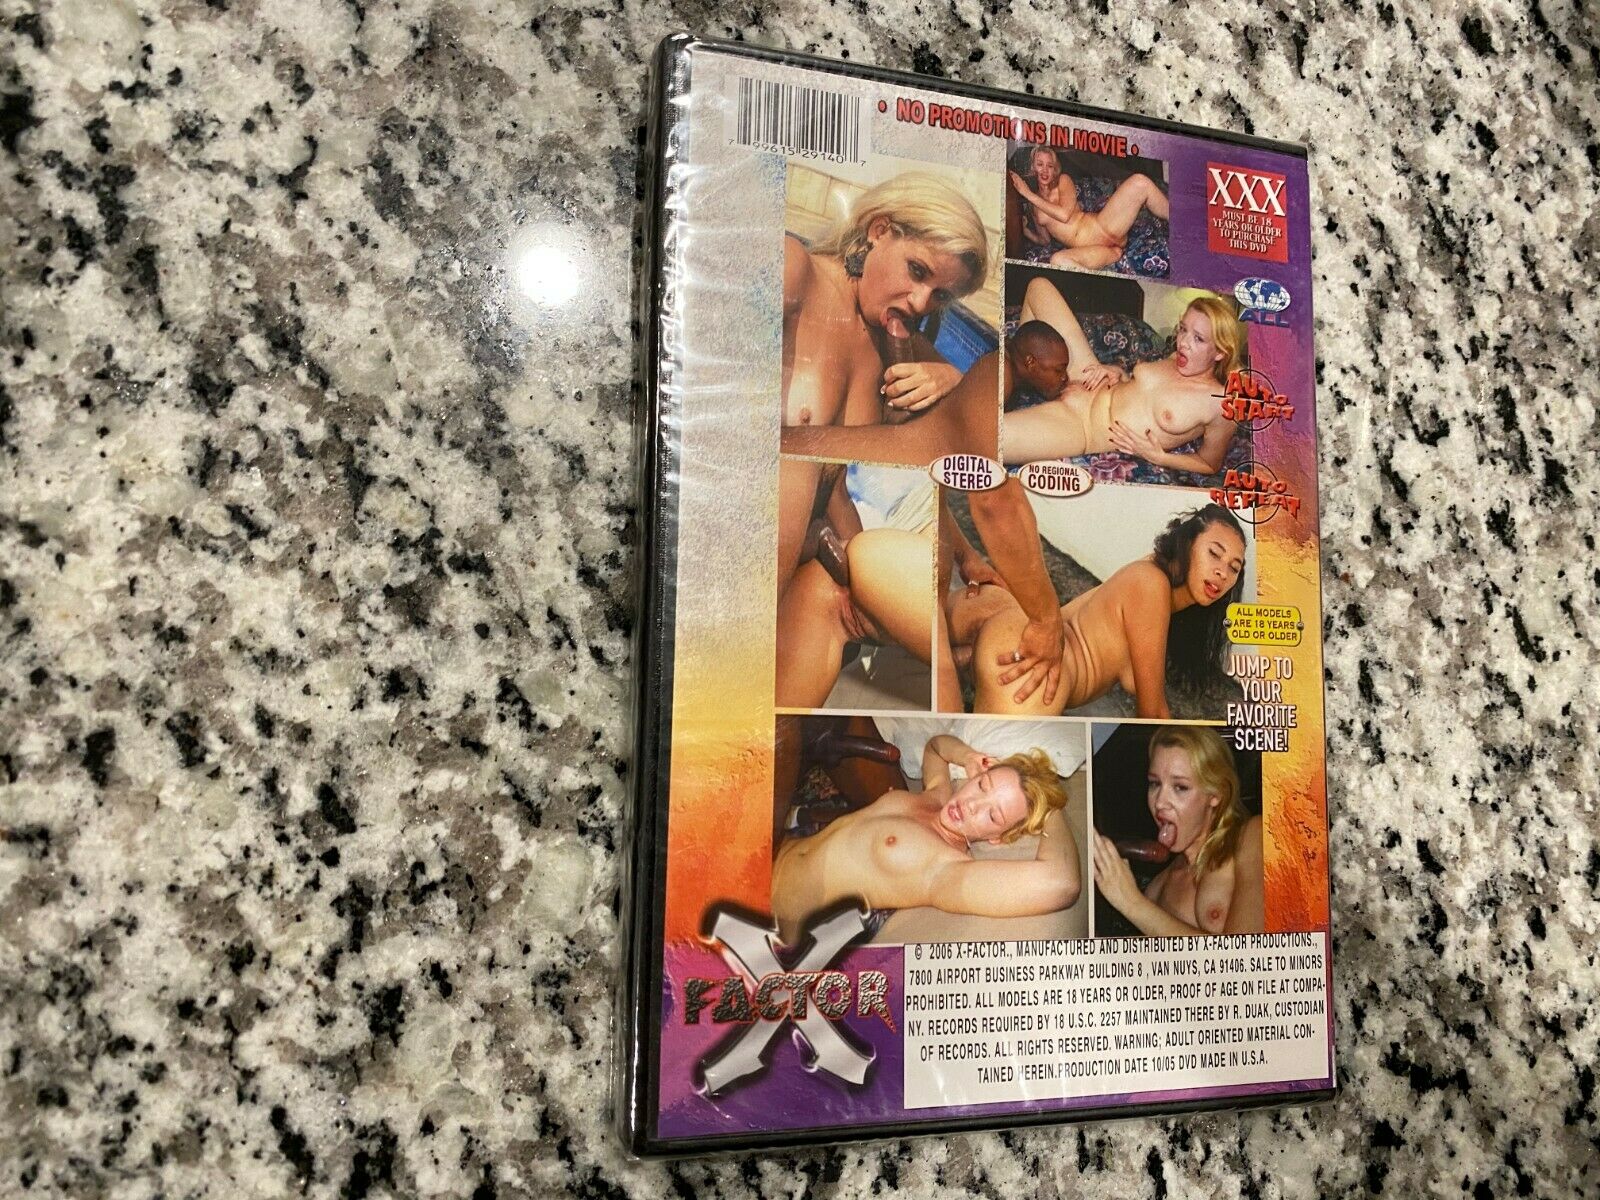 • NO PROMOTIONS IN MOVIE •
7 99615 29140 7
XXX
MUST BE 18
YEARS OR OLDER
TO PURCHASE
THIS DVD
ALL
AUTO
START
DIGITAL
STEREO
NO REGIONAL
CODING
AUTO
REPEAT
ALL MODELS
ARE 18 YEARS
OLD OR OLDER
JUMP TO
YOUR
FAVORITE
SCENE!
X
FACTOR
© 2006 X-FACTOR., MANUFACTURED AND DISTRIBUTED BY X-FACTOR PRODUCTIONS.,
7800 AIRPORT BUSINESS PARKWAY BUILDING 8 , VAN NUYS, CA 91406. SALE TO MINORS
PROHIBITED. ALL MODELS ARE 18 YEARS OR OLDER, PROOF OF AGE ON FILE AT COMPA-
NY. RECORDS REQUIRED BY 18 U.S.C. 2257 MAINTAINED THERE BY R. DUAK, CUSTODIAN
OF RECORDS. ALL RIGHTS RESERVED. WARNING; ADULT ORIENTED MATERIAL CON-
TAINED HEREIN.PRODUCTION DATE 10/05 DVD MADE IN U.S.A.